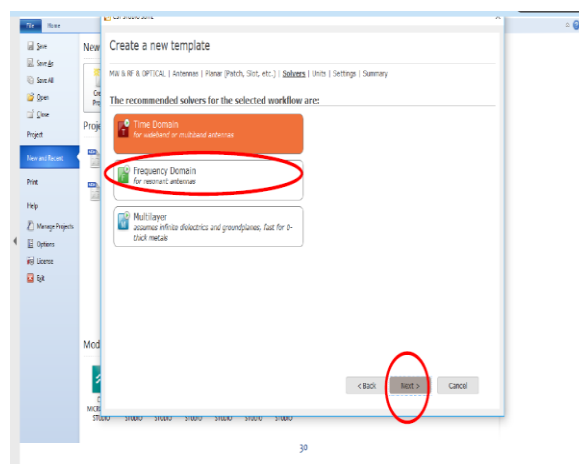 File Home
CST STUDIO SUITE
Save
Save As
Save All
Open
Close
Project
New and Recent
Print
Help
Manage Projects
Options
License
Exit
New
Proje
Mod
Create a new template
MW & RF & OPTICAL | Antennas | Planar (Patch, Slot, etc.) | Solvers | Units | Settings | Summary
The recommended solvers for the selected workflow are:
Time Domain
for wideband or multiband antennas
Frequency Domain
for resonant antennas
Multilayer
assumes infinite dielectrics and groundplanes, fast for 0-
thick metals
< Back Next > Cancel
STUDIO STUDIO STUDIO STUDIO STUDIO STUDIO STUDIO
30